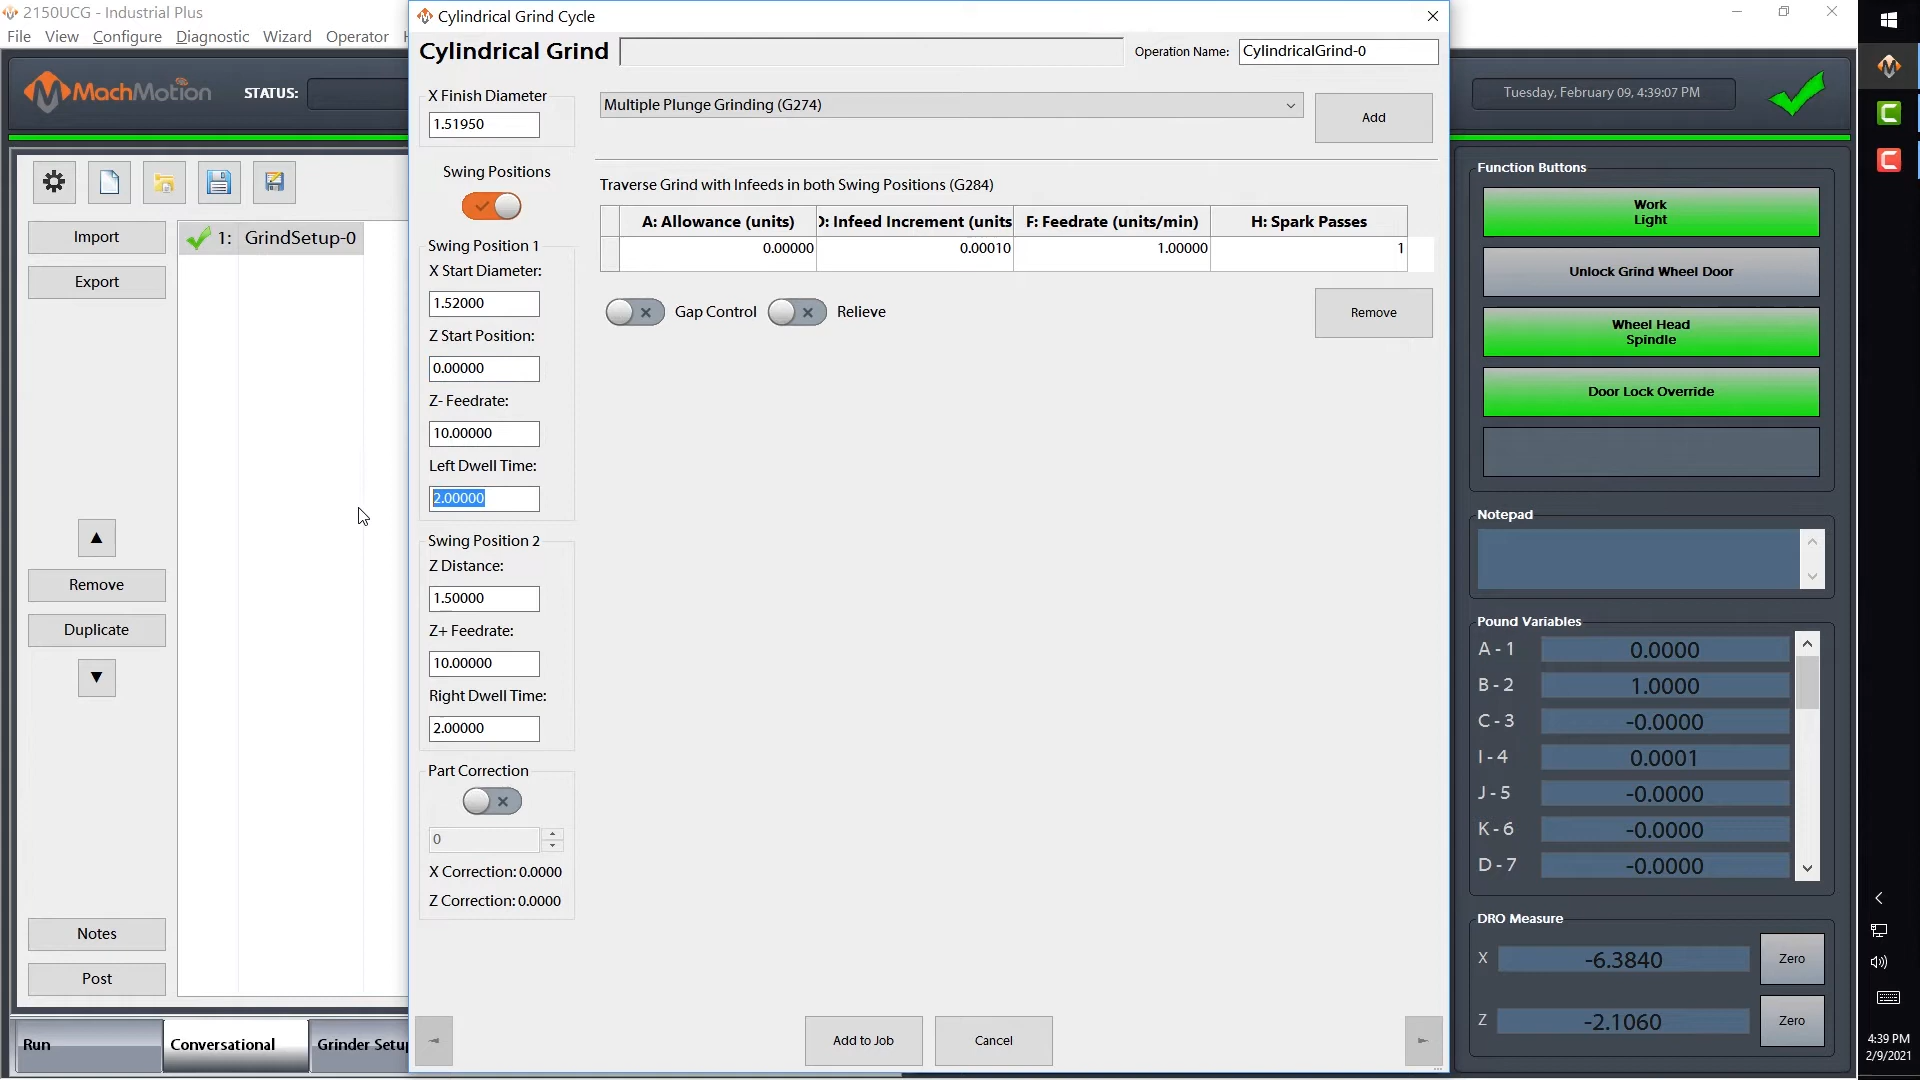 2150UCG - Industrial Plus
File View Configure Diagnostic Wizard Operator
MachMotion
STATUS:
Import
Export
1: GrindSetup-0
▲
Remove
Duplicate
▼
Notes
Post
Run
Conversational
Grinder Setup
Cylindrical Grind Cycle
Cylindrical Grind
Operation Name: CylindricalGrind-0
X Finish Diameter
1.51950
Multiple Plunge Grinding (G274)
Add
Swing Positions
Swing Position 1
X Start Diameter:
1.52000
Z Start Position:
0.00000
Z- Feedrate:
10.00000
Left Dwell Time:
2.00000
Swing Position 2
Z Distance:
1.50000
Z+ Feedrate:
10.00000
Right Dwell Time:
2.00000
Part Correction
0
X Correction: 0.0000
Z Correction: 0.0000
Traverse Grind with Infeeds in both Swing Positions (G284)
A: Allowance (units) D: Infeed Increment (units F: Feedrate (units/min) H: Spark Passes
0.00000 0.00010 1.00000 1
Gap Control Relieve
Remove
Add to Job
Cancel
Tuesday, February 09, 4:39:07 PM
Function Buttons
Work
Light
Unlock Grind Wheel Door
Wheel Head
Spindle
Door Lock Override
Notepad
Pound Variables
A - 1 0.0000
B - 2 1.0000
C - 3 -0.0000
I - 4 0.0001
J - 5 -0.0000
K - 6 -0.0000
D - 7 -0.0000
DRO Measure
X -6.3840 Zero
Z -2.1060 Zero
4:39 PM
2/9/2021